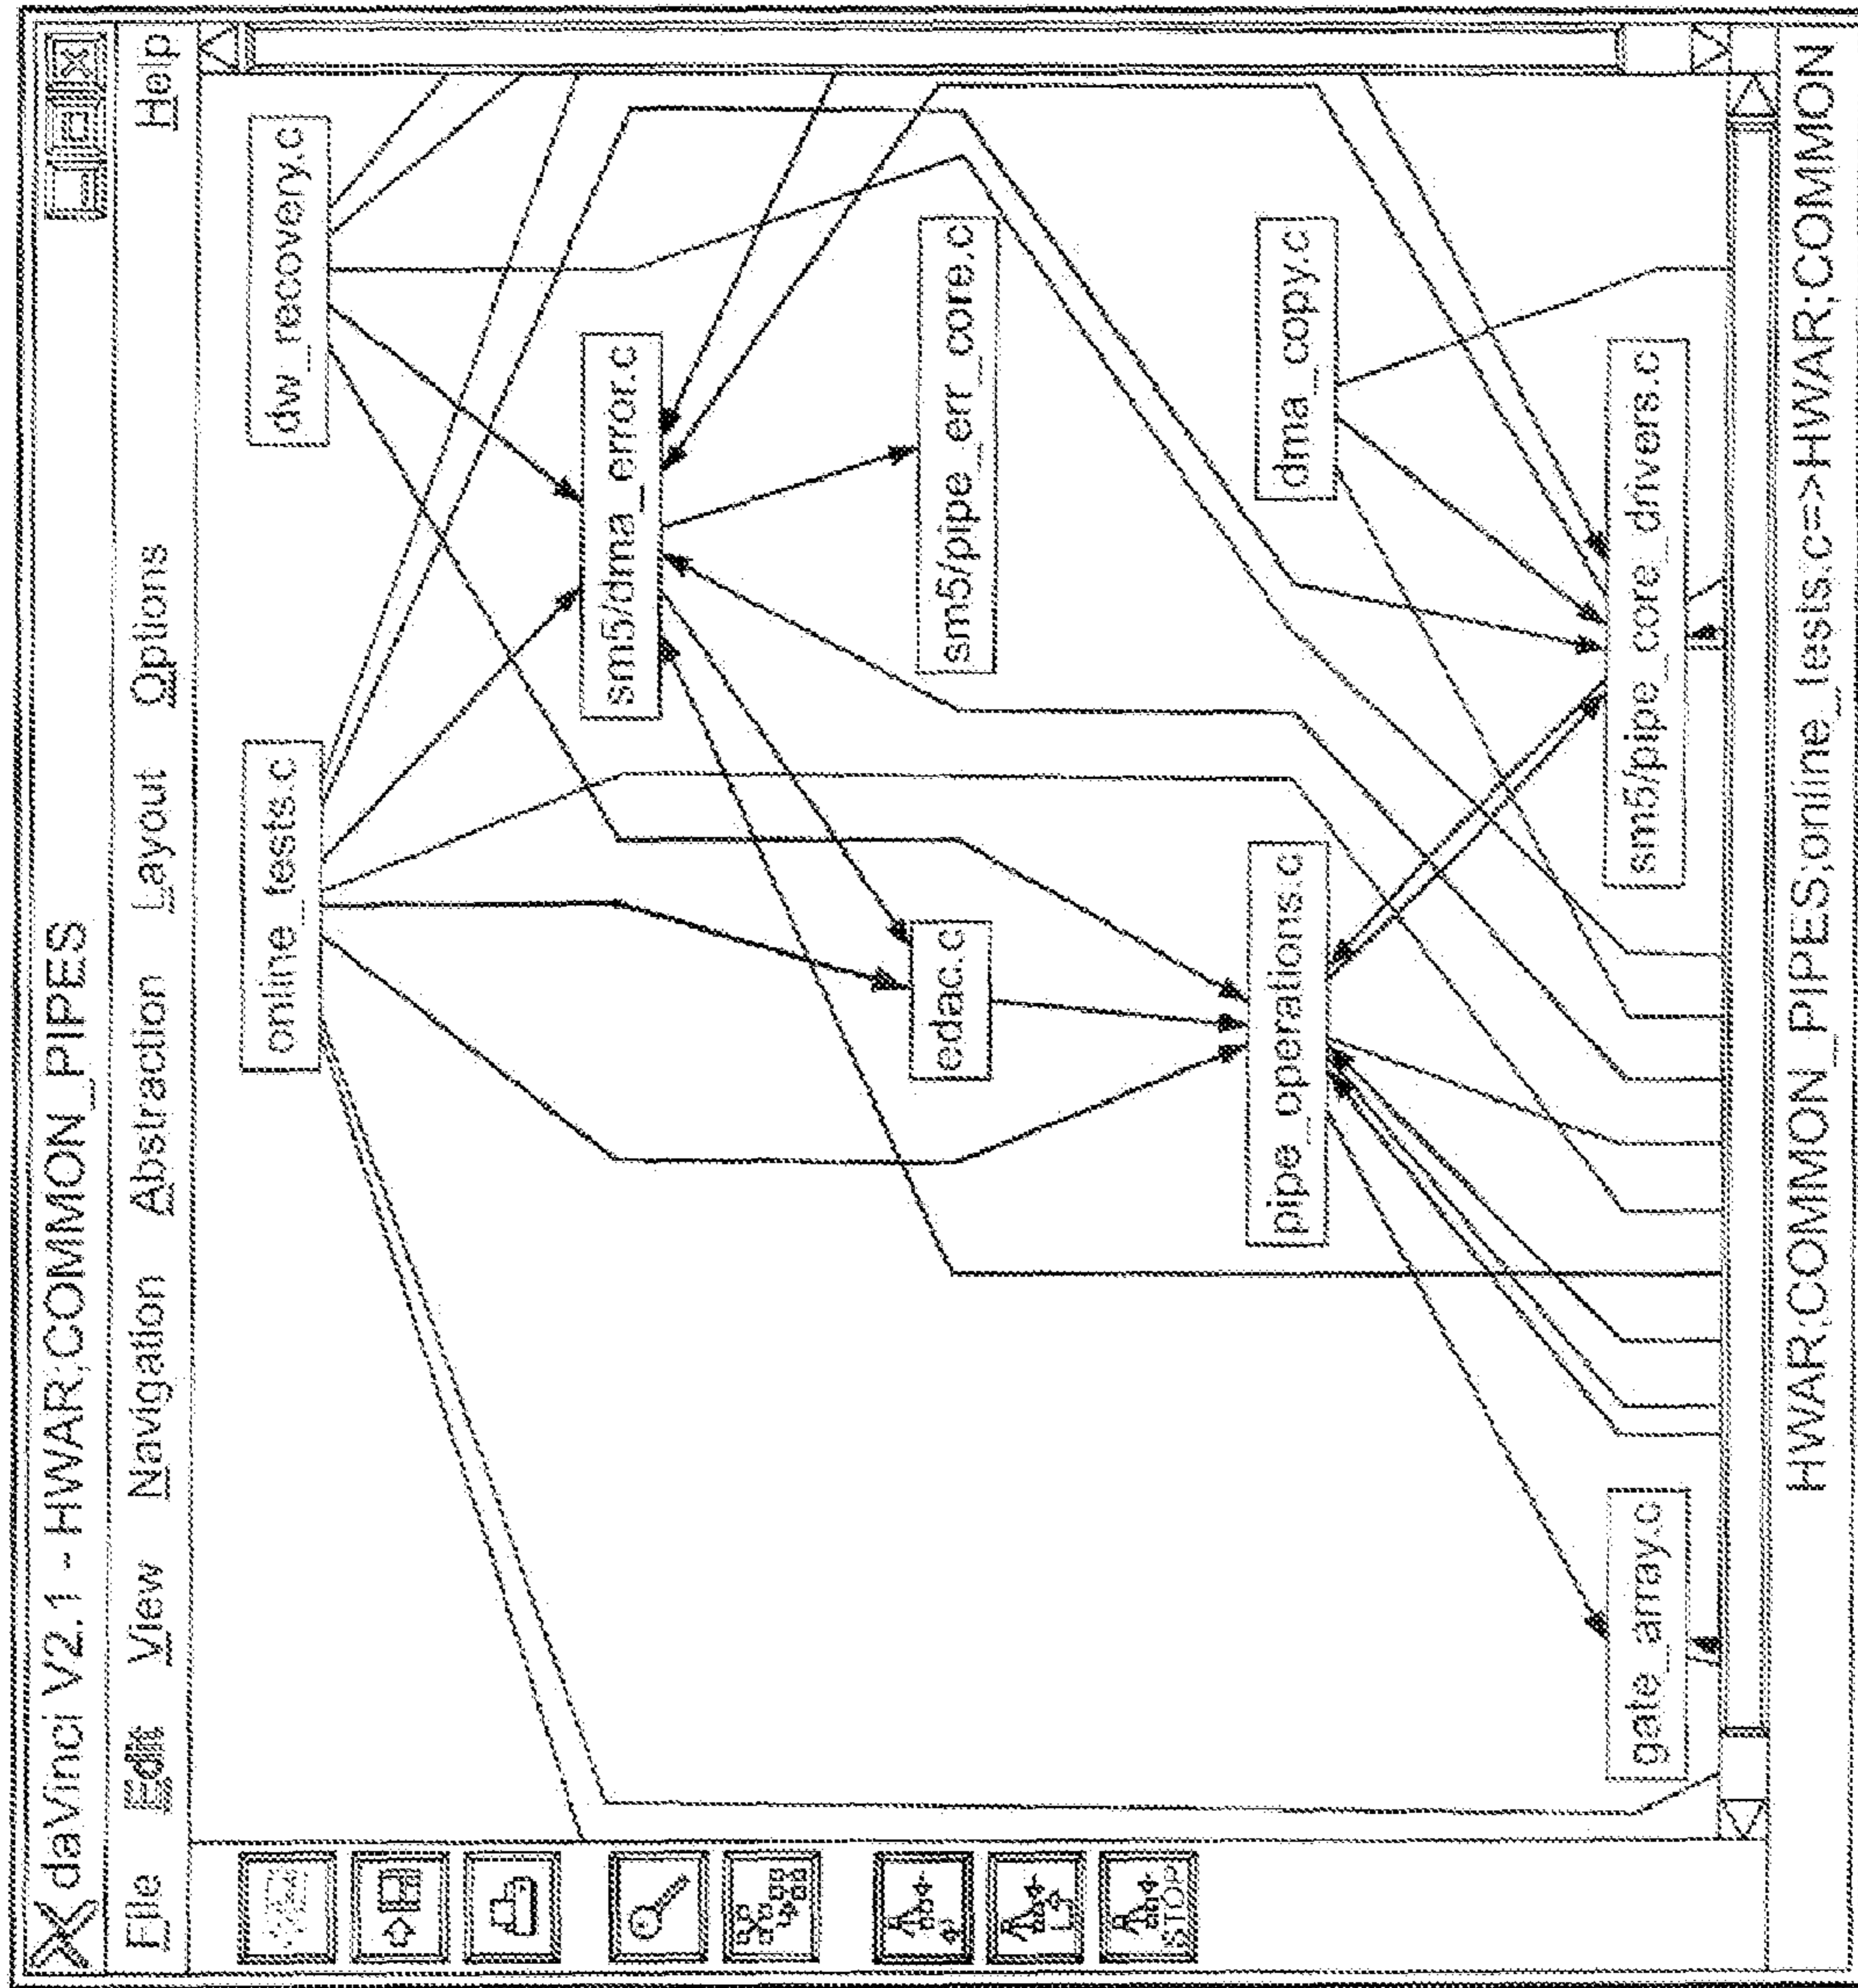 daVinci V2.1 - HWAR;COMMON_PIPES
File Edit View Navigation Abstraction Layout Options Help
online_tests.c
dw_recovery.c
sm5/dma_error.c
edac.c
sm5/pipe_err_core.c
pipe_operations.c
dma_copy.c
gate_array.c
sm5/pipe_core_drivers.c
STOP
HWAR;COMMON_PIPES;online_tests.c=>HWAR;COMMON